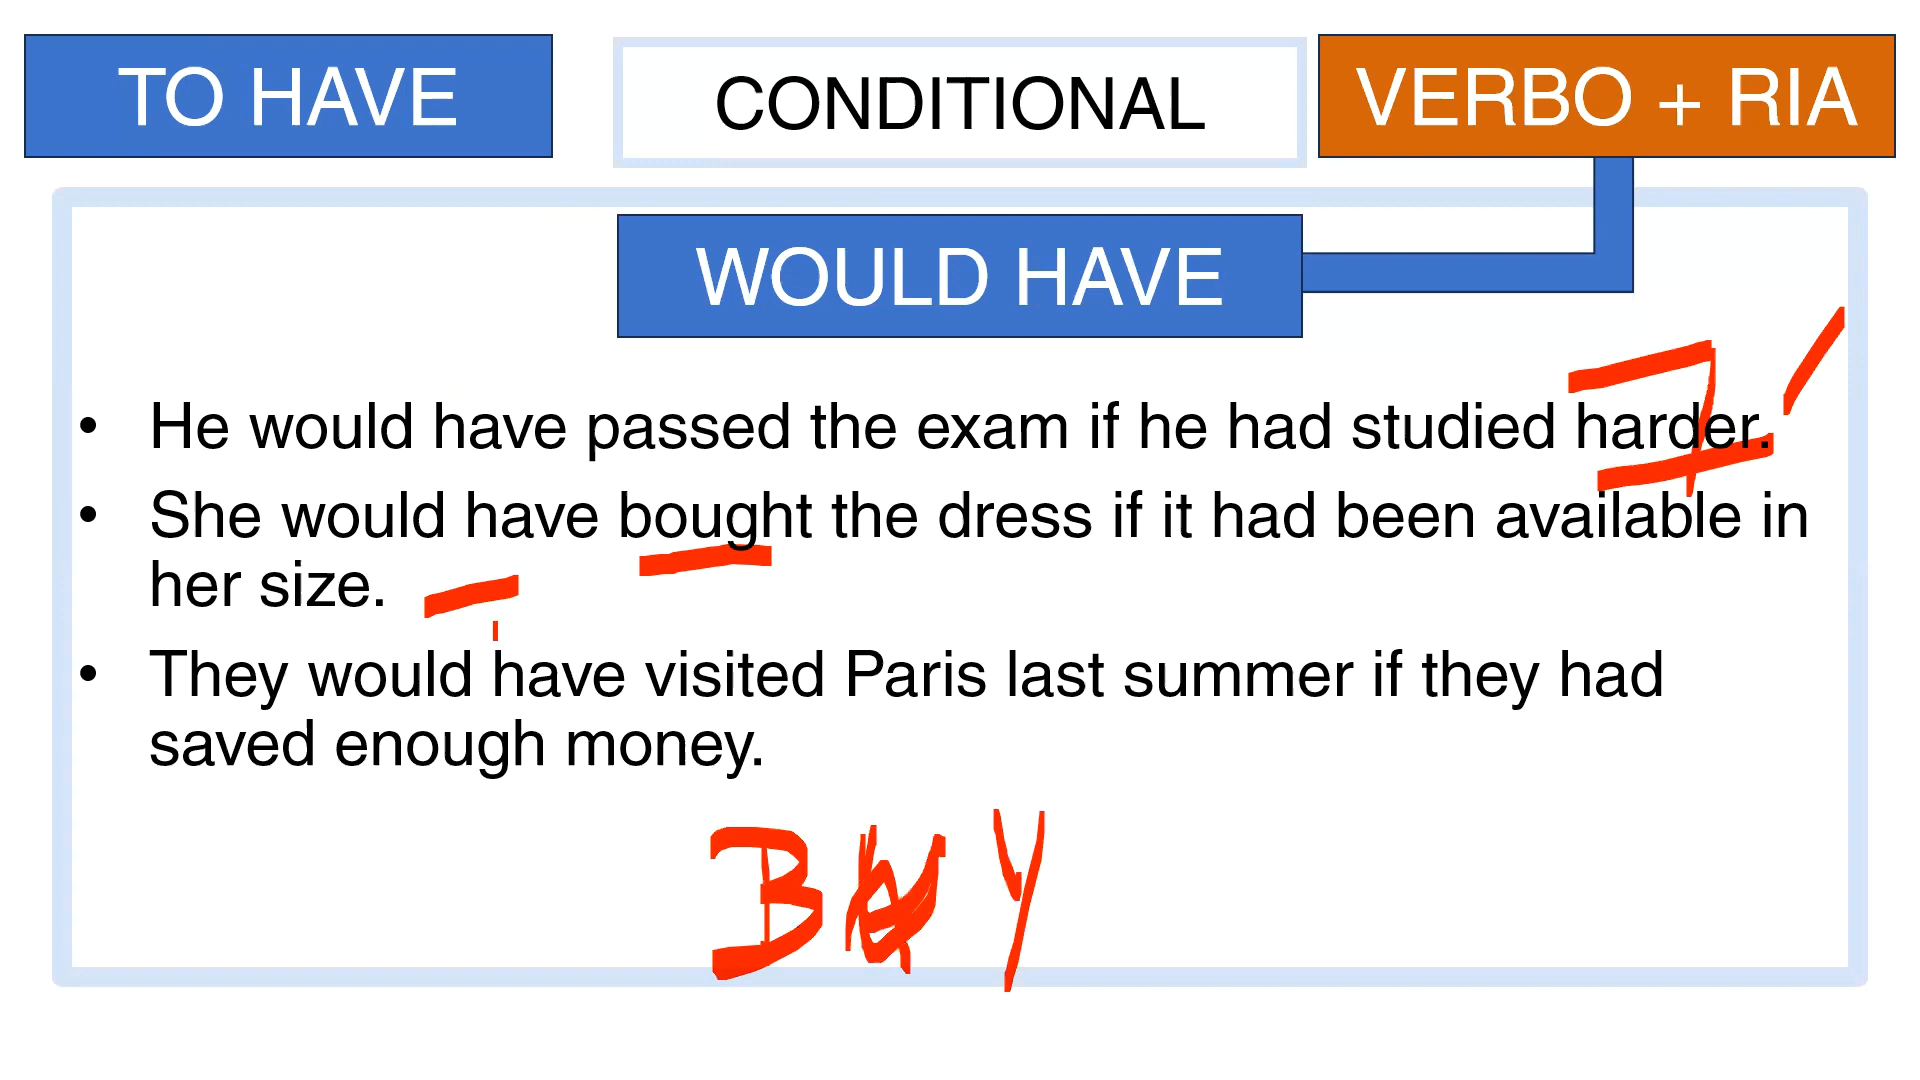 TO HAVE
CONDITIONAL
VERBO + RIA
WOULD HAVE
• He would have passed the exam if he had studied harder.
• She would have bought the dress if it had been available in
her size.
• They would have visited Paris last summer if they had
saved enough money.